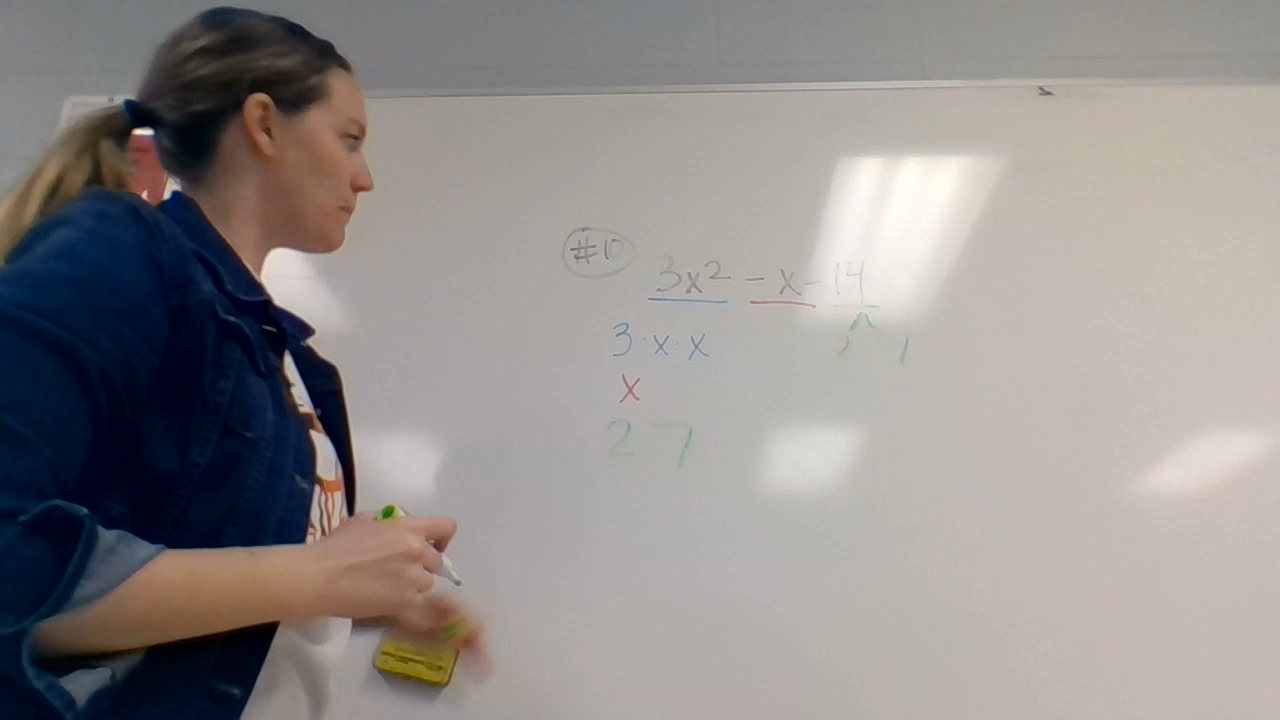 #10
3x² - x - 14
3·x·x
x
2 7